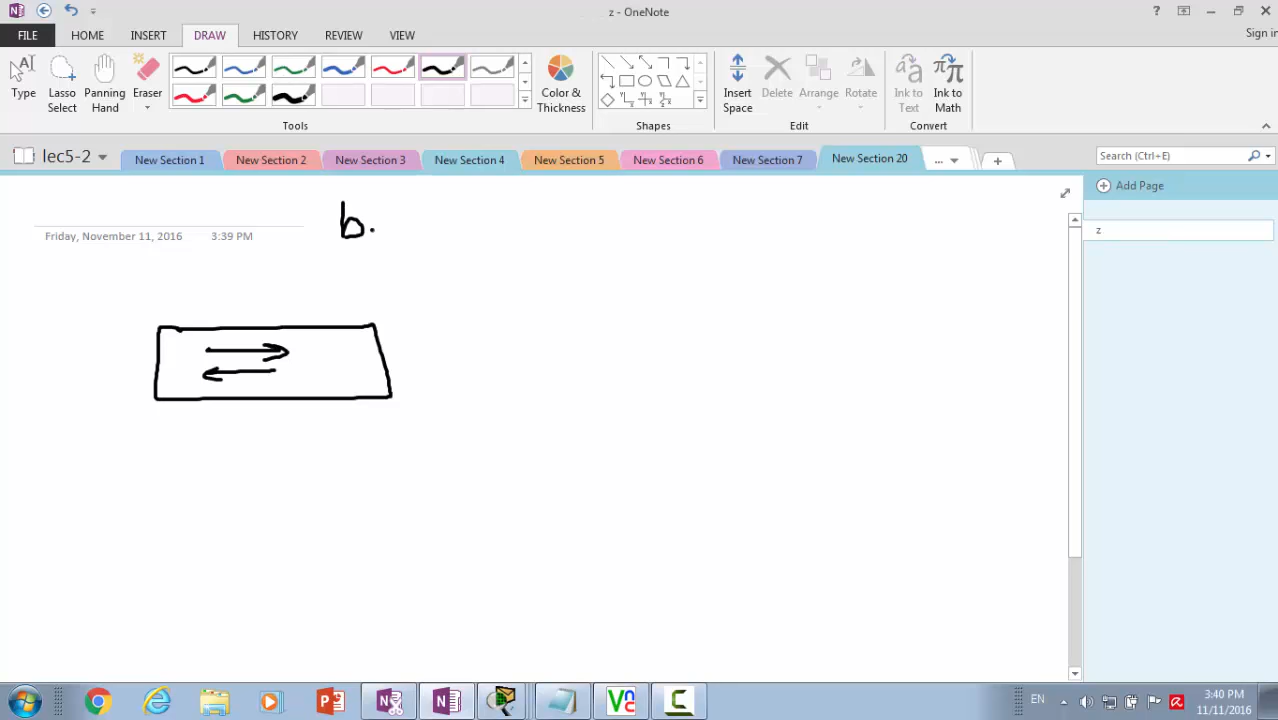 z - OneNote
? 
Sign in
FILE HOME INSERT DRAW HISTORY REVIEW VIEW
Type
Lasso Select
Panning Hand
Eraser
Color & Thickness
Insert Space
Delete
Arrange
Rotate
Ink to Text
Ink to Math
Tools
Shapes
Edit
Convert
lec5-2
New Section 1
New Section 2
New Section 3
New Section 4
New Section 5
New Section 6
New Section 7
New Section 20
...
Search (Ctrl+E)
Add Page
z
b.
Friday, November 11, 2016 3:39 PM
EN
3:40 PM
11/11/2016